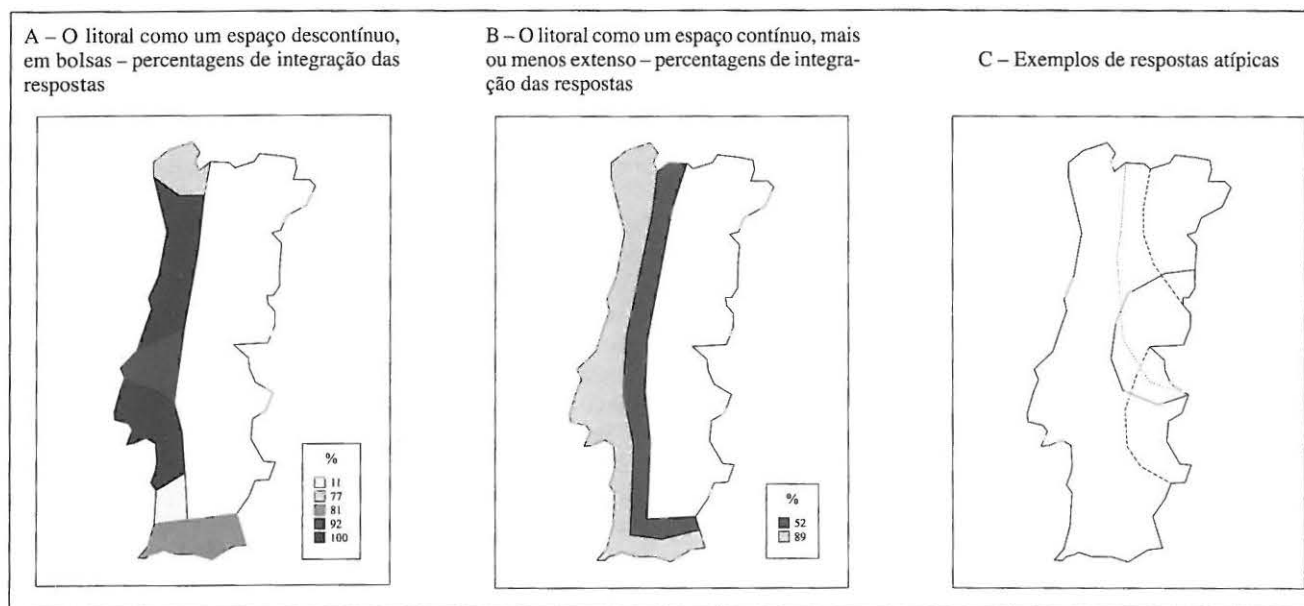 A – O litoral como um espaço descontínuo,
em bolsas – percentagens de integração das
respostas
B – O litoral como um espaço contínuo, mais
ou menos extenso – percentagens de integra-
ção das respostas
C – Exemplos de respostas atípicas
%
11
77
81
92
100
%
52
89